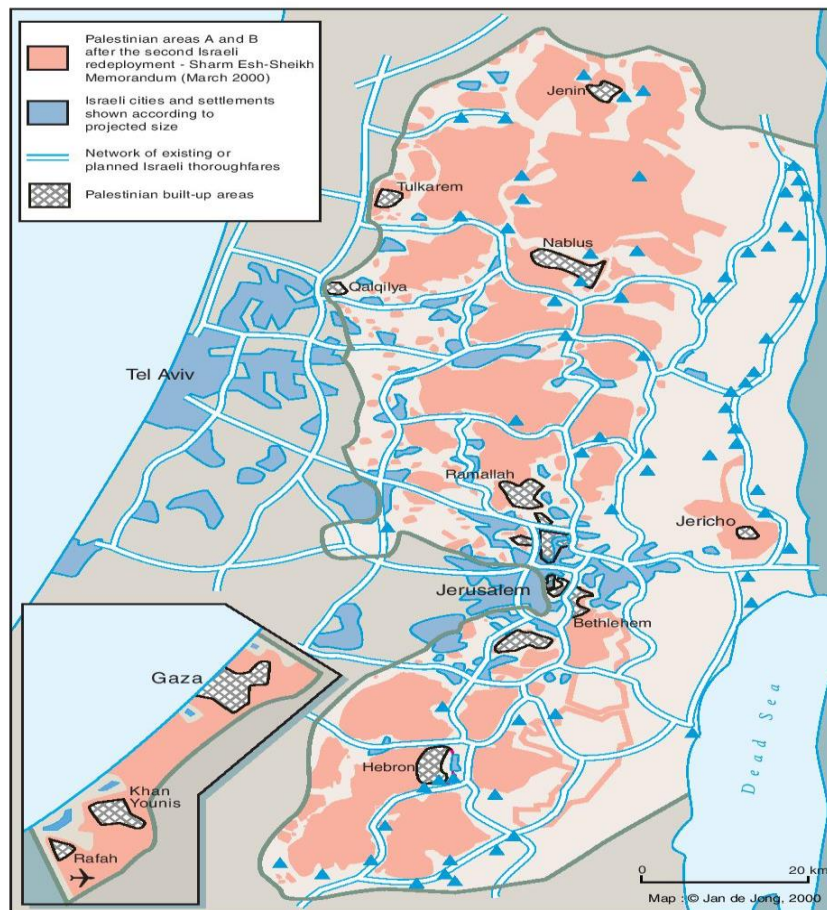 Palestinian areas A and B
after the second Israeli
redeployment - Sharm Esh-Sheikh
Memorandum (March 2000)
Israeli cities and settlements
shown according to
projected size
Network of existing or
planned Israeli thoroughfares
Palestinian built-up areas
Jenin
Tulkarem
Nablus
Qalqilya
Tel Aviv
Ramallah
Jericho
Jerusalem
Bethlehem
Gaza
Hebron
Khan
Younis
Rafah
Dead Sea
0 20 km
Map : © Jan de Jong, 2000